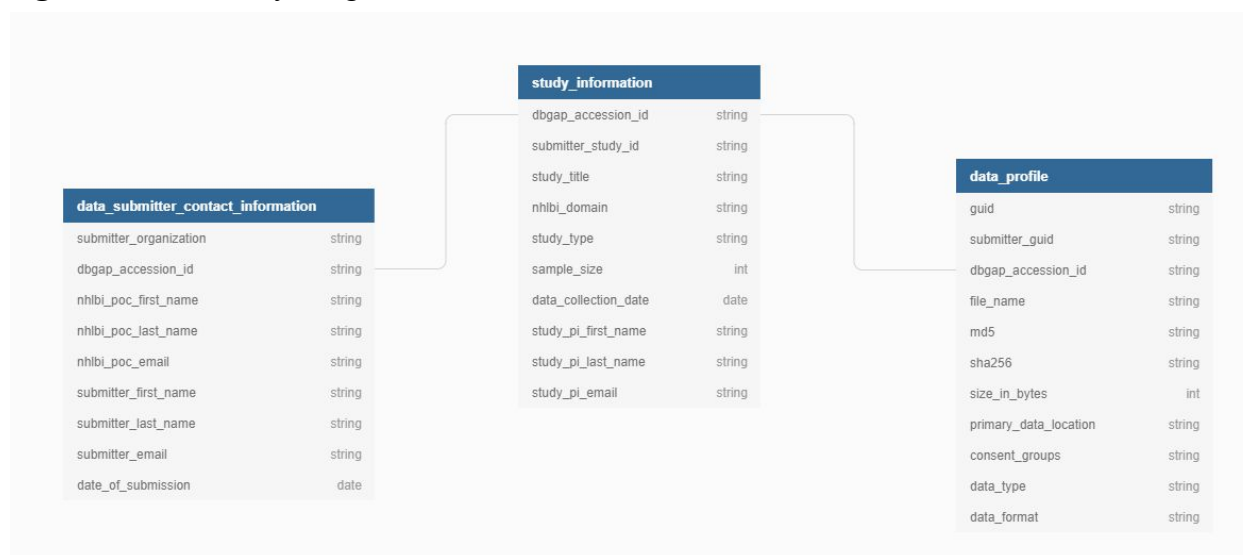 study_information
dbgap_accession_id string
submitter_study_id string
study_title string
nhlbi_domain string
study_type string
sample_size int
data_collection_date date
study_pi_first_name string
study_pi_last_name string
study_pi_email string
data_submitter_contact_information
submitter_organization string
dbgap_accession_id string
nhlbi_poc_first_name string
nhlbi_poc_last_name string
nhlbi_poc_email string
submitter_first_name string
submitter_last_name string
submitter_email string
date_of_submission date
data_profile
guid string
submitter_guid string
dbgap_accession_id string
file_name string
md5 string
sha256 string
size_in_bytes int
primary_data_location string
consent_groups string
data_type string
data_format string